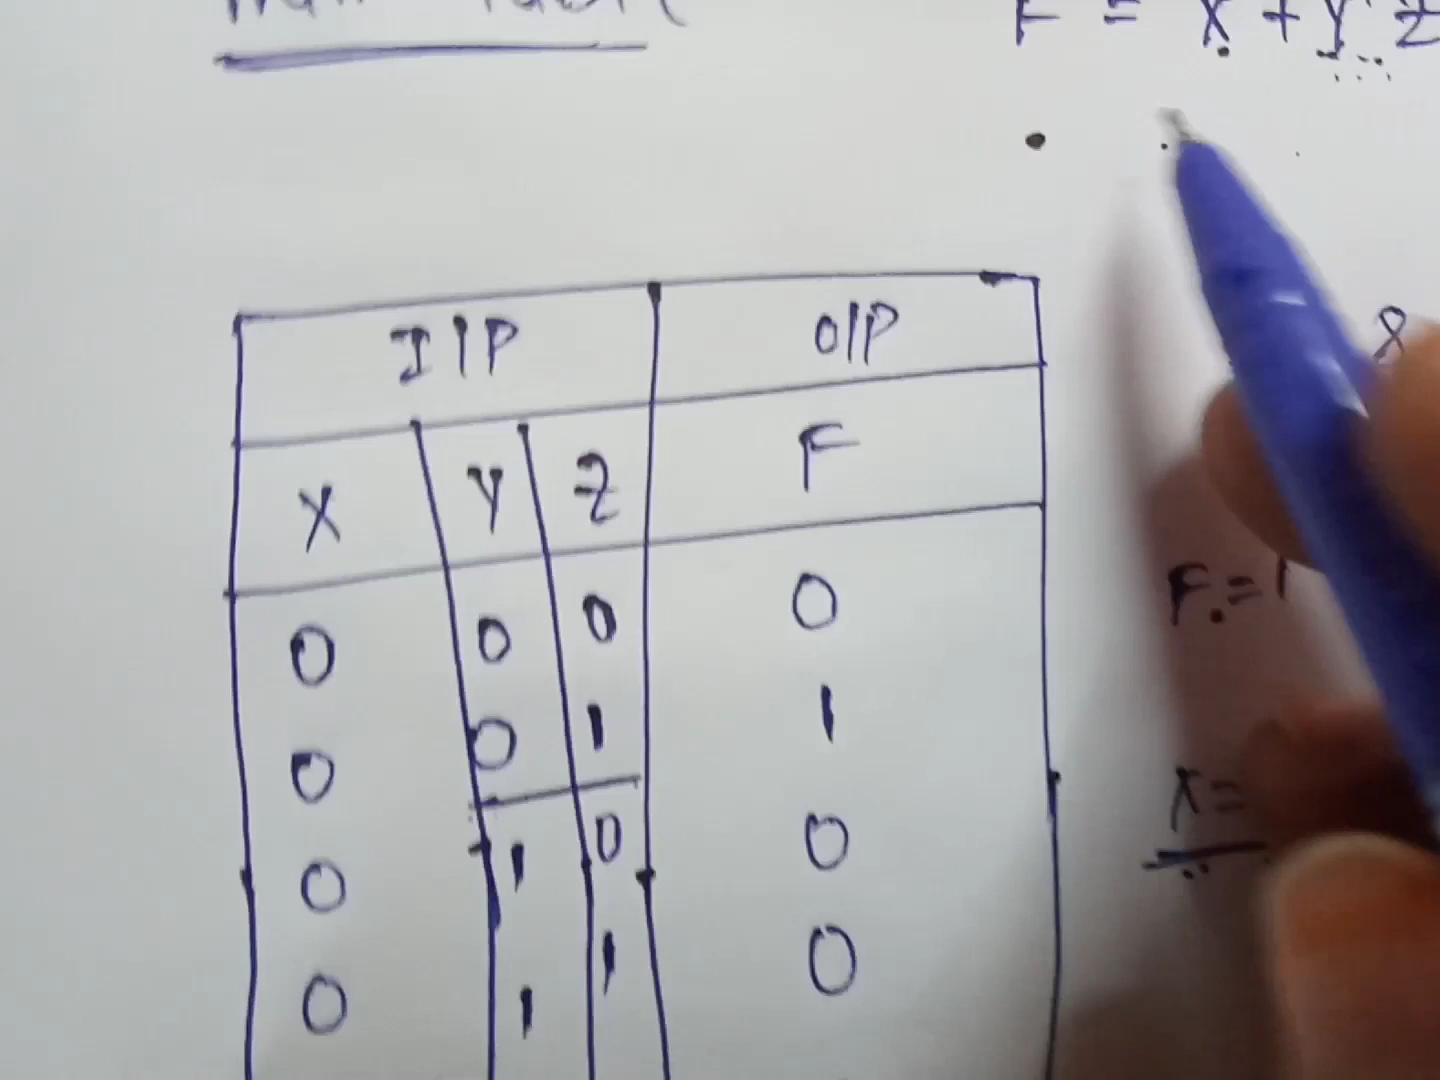 F = X + Y' Z
I/P O/P
X Y Z F
0 0 0 0
0 0 1 1
0 1 0 0
0 1 1 0
8
F = 1
X =